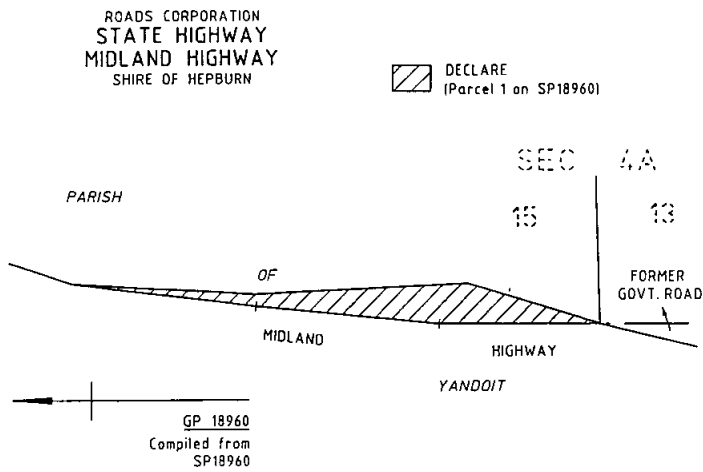 ROADS CORPORATION
STATE HIGHWAY
MIDLAND HIGHWAY
SHIRE OF HEPBURN
DECLARE
(Parcel 1 on SP18960)
SEC 4A
PARISH
15 13
OF
FORMER
GOVT. ROAD
MIDLAND
HIGHWAY
YANDOIT
GP 18960
Compiled from
SP18960